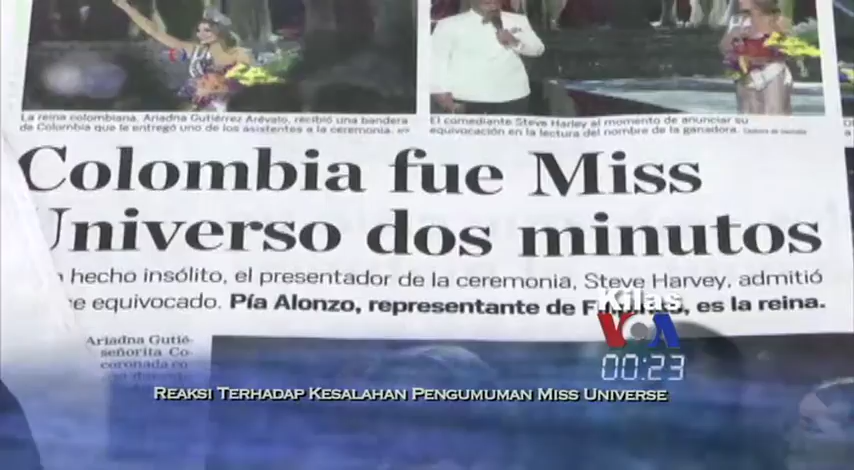 La reina colombiana, Ariadna Gutiérrez Arévalo, recibió una bandera
de Colombia que le entregó uno de los asistentes a la ceremonia.
El comediante Steve Harley al momento de anunciar su
equivocación en la lectura del nombre de la ganadora.
Colombia fue Miss
Universo dos minutos
hecho insólito, el presentador de la ceremonia, Steve Harvey, admitió
equivocado. Pía Alonzo, representante de Filipinas, es la reina.
Ariadna Gutié-
señorita Co-
coronada
Kilas
VOA
00:23
REAKSI TERHADAP KESALAHAN PENGUMUMAN MISS UNIVERSE